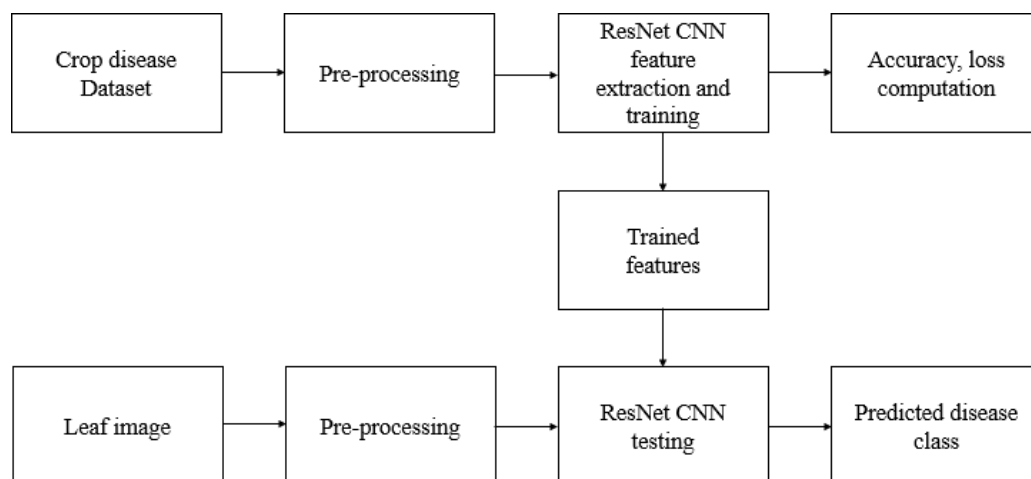 Crop disease
Dataset
Pre-processing
ResNet CNN
feature
extraction and
training
Accuracy, loss
computation
Trained
features
Leaf image
Pre-processing
ResNet CNN
testing
Predicted disease
class